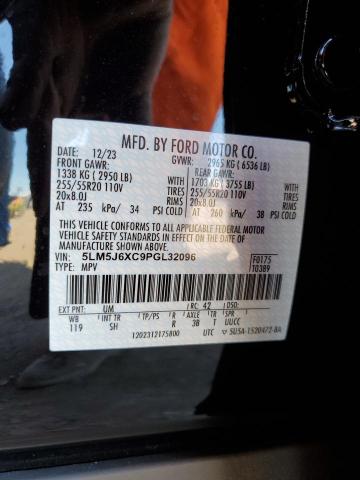 MFD. BY FORD MOTOR CO.
DATE: 12/23 GVWR: 2965 KG ( 6536 LB)
FRONT GAWR: REAR GAWR:
1338 KG ( 2950 LB) WITH 1703 KG ( 3755 LB) WITH
255/55R20 110V TIRES 255/55R20 110V TIRES
20x8.0J RIMS 20x8.0J RIMS
AT 235 kPa/ 34 PSI COLD AT 260 kPa/ 38 PSI COLD
THIS VEHICLE CONFORMS TO ALL APPLICABLE FEDERAL MOTOR
VEHICLE SAFETY STANDARDS IN EFFECT ON THE DATE OF MANUFACTURE SHOWN ABOVE.
VIN: 5LM5J6XC9PGL32096 F0175
TYPE: MPV T0389
EXT PNT: UM RC: 42 DSO:
WB INT TR TP/PS R AXLE TR SPR
119 SH 3B T UUCC
1202312175800 UTC ▽5U5A-1520472-BA